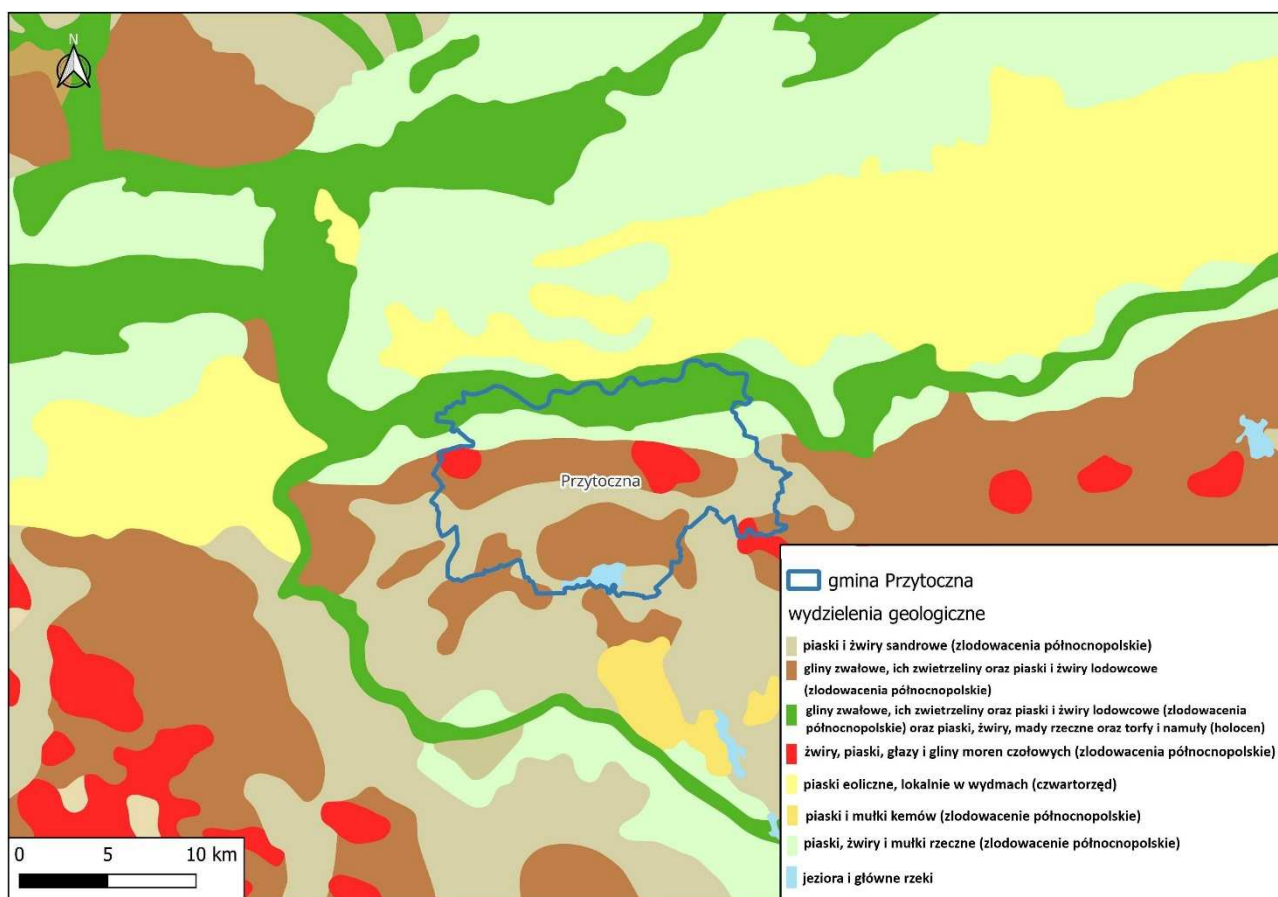 N
Przytoczna
gmina Przytoczna
wydzielenia geologiczne
piaski i żwiry sandrowe (zlodowacenia północnopolskie)
gliny zwałowe, ich zwietrzeliny oraz piaski i żwiry lodowcowe
(zlodowacenia północnopolskie)
gliny zwałowe, ich zwietrzeliny oraz piaski i żwiry lodowcowe (zlodowacenia
północnopolskie) oraz piaski, żwiry, mady rzeczne oraz torfy i namuły (holocen)
żwiry, piaski, głazy i gliny moren czołowych (zlodowacenia północnopolskie)
piaski eoliczne, lokalnie w wydmach (czwartorzęd)
piaski i mułki kemów (zlodowacenie północnopolskie)
piaski, żwiry i mułki rzeczne (zlodowacenie północnopolskie)
jeziora i główne rzeki
0 5 10 km